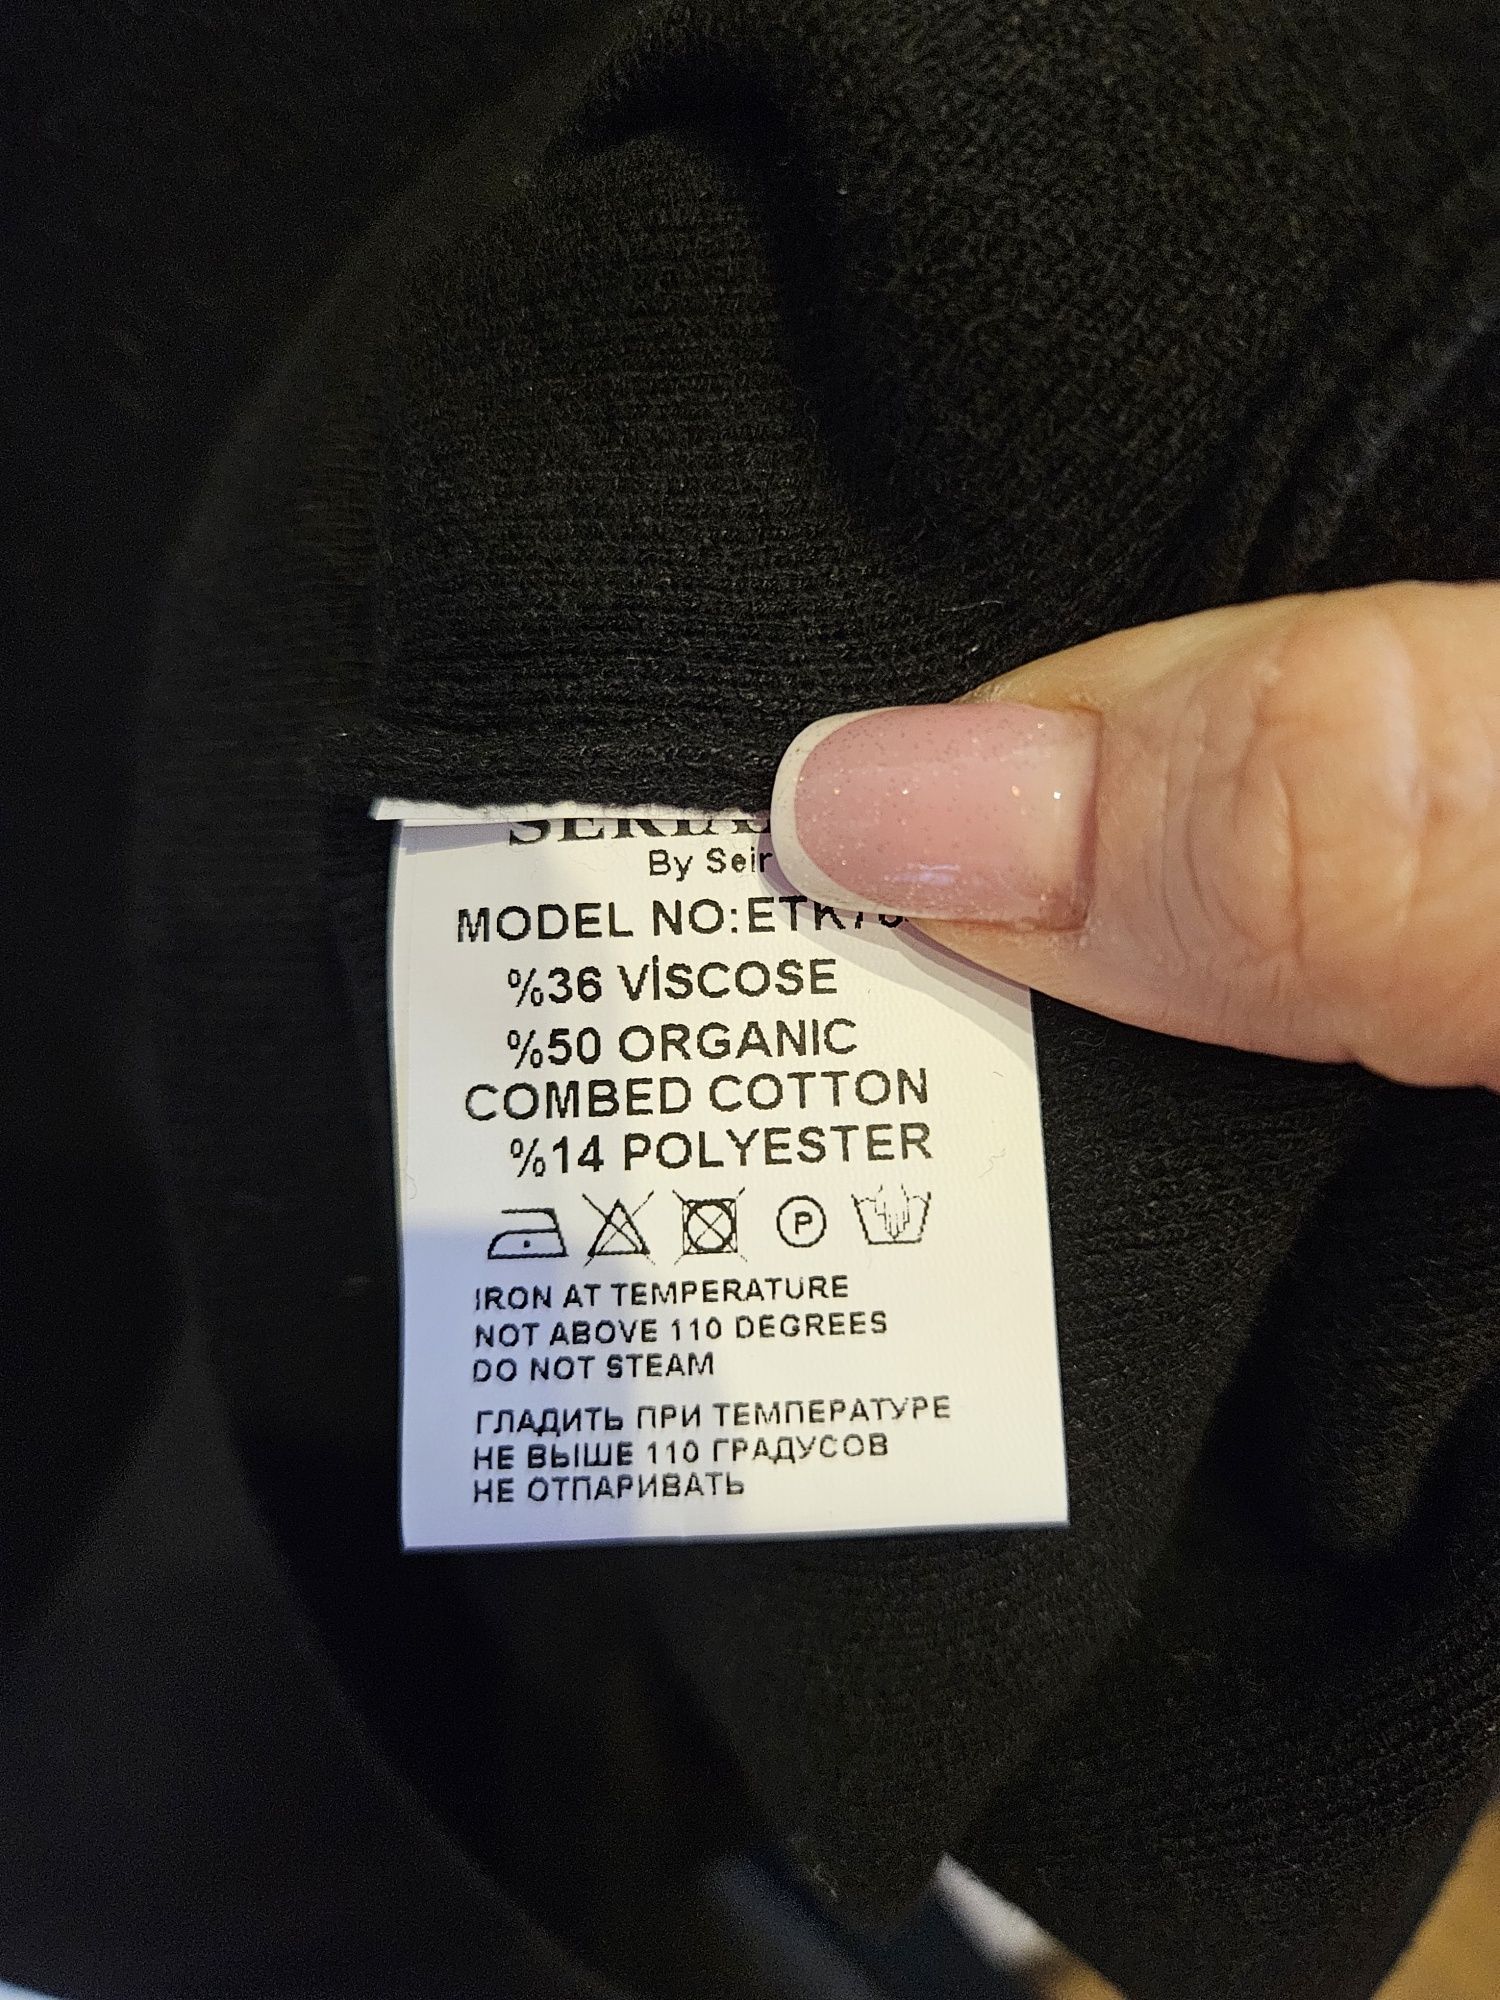 By Seir
MODEL NO:ETK
%36 VİSCOSE
%50 ORGANIC
COMBED COTTON
%14 POLYESTER
P
IRON AT TEMPERATURE
NOT ABOVE 110 DEGREES
DO NOT STEAM
ГЛАДИТЬ ПРИ ТЕМПЕРАТУРЕ
НЕ ВЫШЕ 110 ГРАДУСОВ
НЕ ОТПАРИВАТЬ